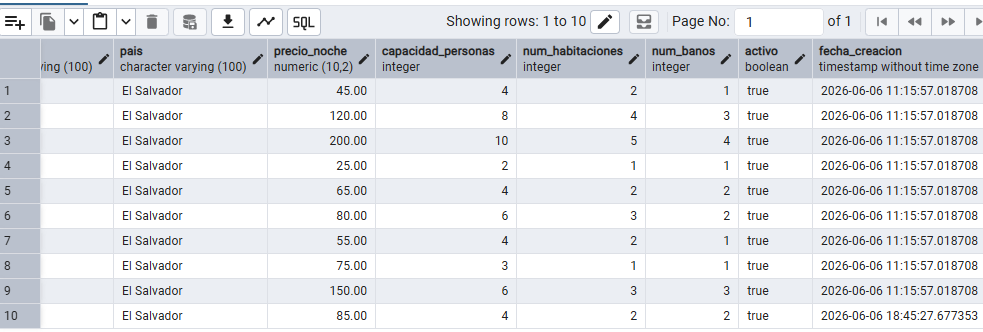 SQL Showing rows: 1 to 10 Page No: 1 of 1
pais precio_noche capacidad_personas num_habitaciones num_banos activo fecha_creacion
ying (100) character varying (100) numeric (10,2) integer integer integer boolean timestamp without time zone
1 El Salvador 45.00 4 2 1 true 2026-06-06 11:15:57.018708
2 El Salvador 120.00 8 4 3 true 2026-06-06 11:15:57.018708
3 El Salvador 200.00 10 5 4 true 2026-06-06 11:15:57.018708
4 El Salvador 25.00 2 1 1 true 2026-06-06 11:15:57.018708
5 El Salvador 65.00 4 2 2 true 2026-06-06 11:15:57.018708
6 El Salvador 80.00 6 3 2 true 2026-06-06 11:15:57.018708
7 El Salvador 55.00 4 2 1 true 2026-06-06 11:15:57.018708
8 El Salvador 75.00 3 1 1 true 2026-06-06 11:15:57.018708
9 El Salvador 150.00 6 3 3 true 2026-06-06 11:15:57.018708
10 El Salvador 85.00 4 2 2 true 2026-06-06 18:45:27.677353